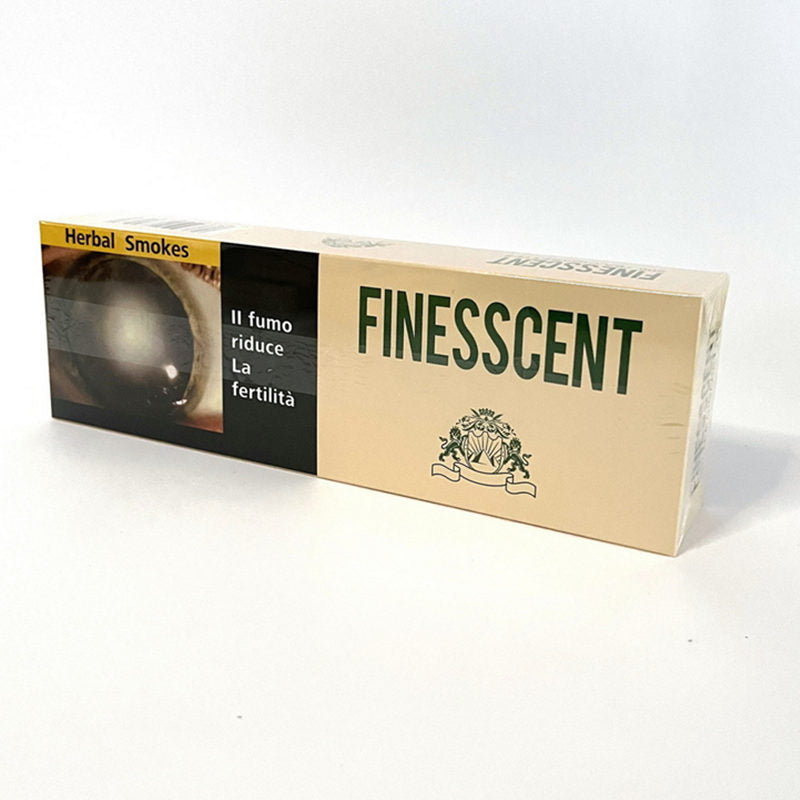 FINESSCENT
Herbal Smokes
Il fumo
riduce
La
fertilità
FINESSCENT